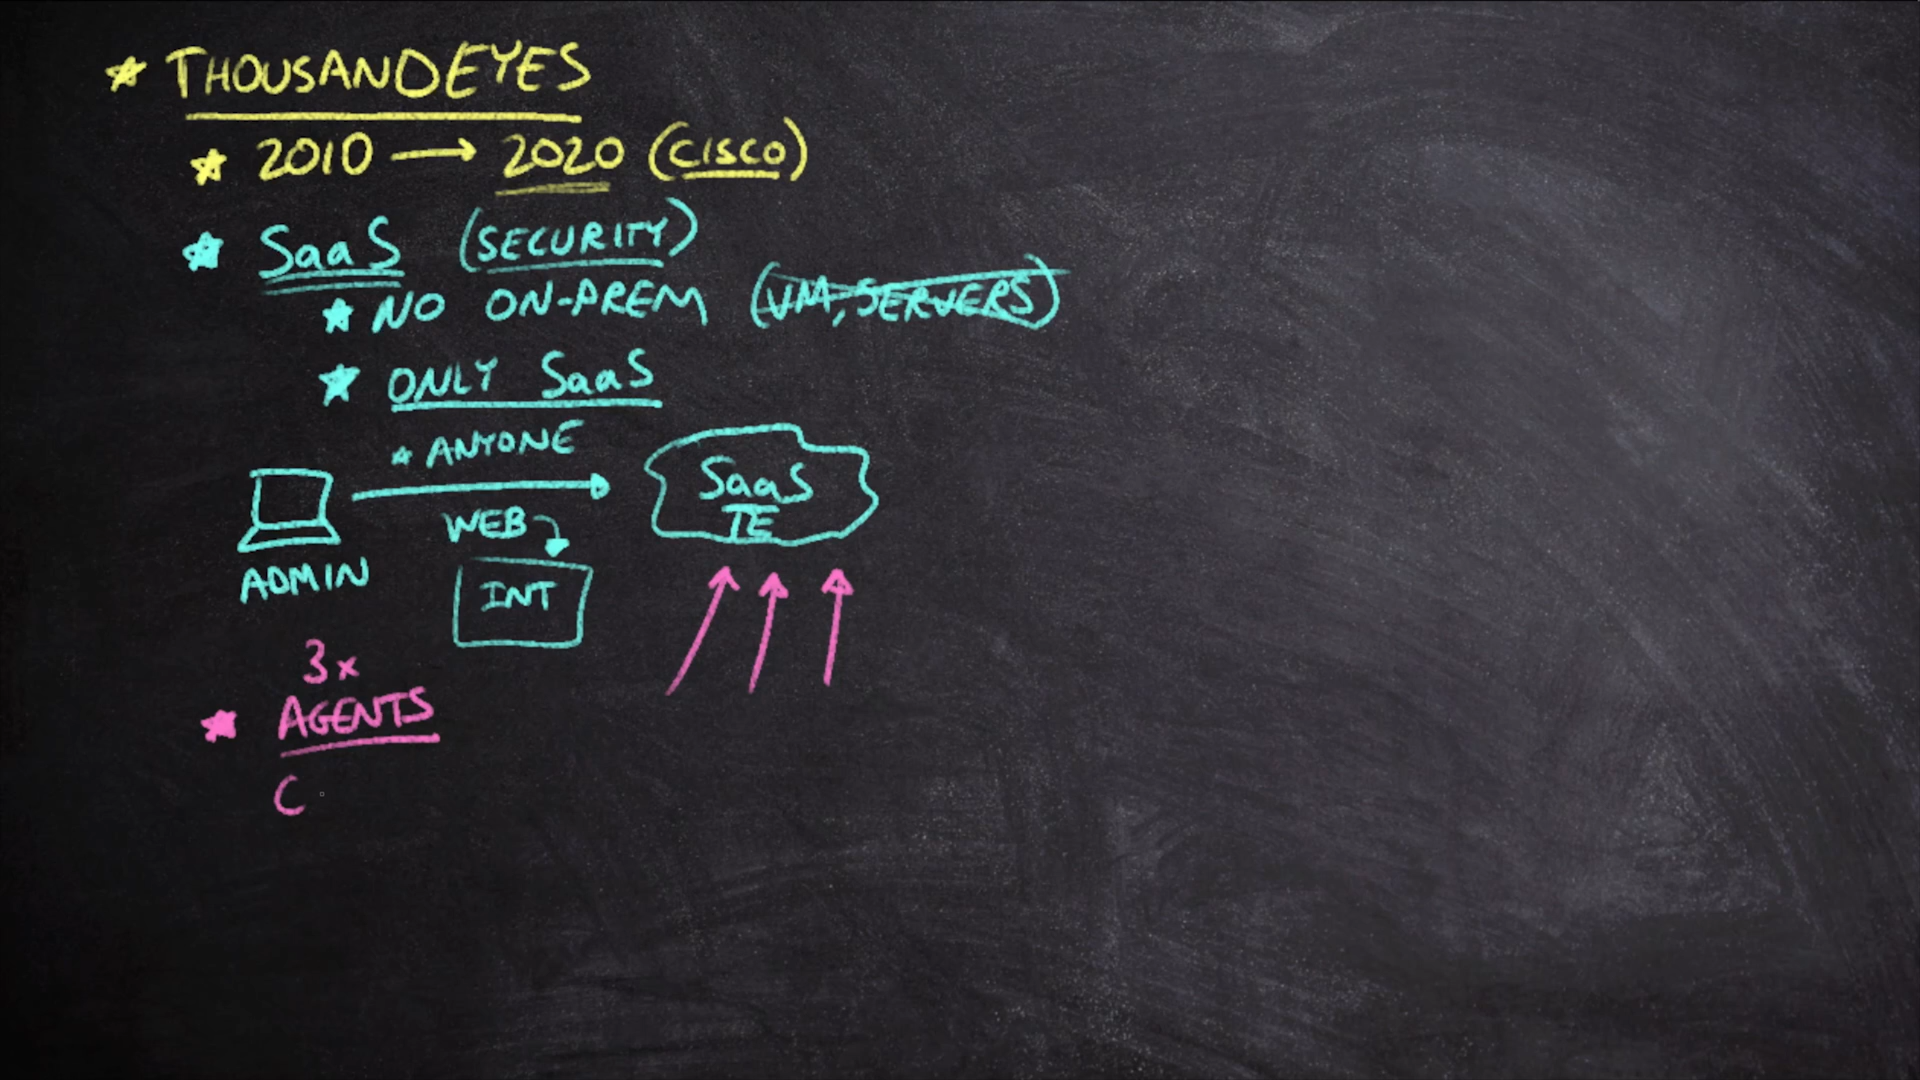 THOUSANDEYES
2010 → 2020 (CISCO)
SaaS (SECURITY)
NO ON-PREM (VM, SERVERS)
ONLY SaaS
ANYONE
SaaS
TE
WEB
ADMIN
INT
3x
AGENTS
C